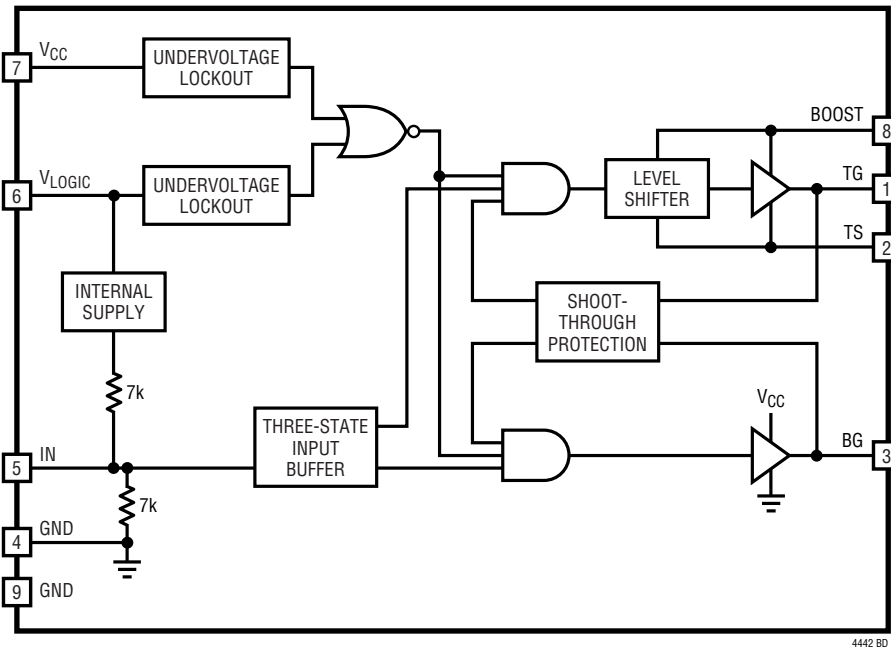 7
VCC
UNDERVOLTAGE
LOCKOUT
BOOST
8
6
VLOGIC
UNDERVOLTAGE
LOCKOUT
LEVEL
SHIFTER
TG
1
TS
2
INTERNAL
SUPPLY
SHOOT-
THROUGH
PROTECTION
7k
VCC
THREE-STATE
INPUT
BUFFER
5
IN
BG
3
7k
4
GND
9
GND
4442 BD